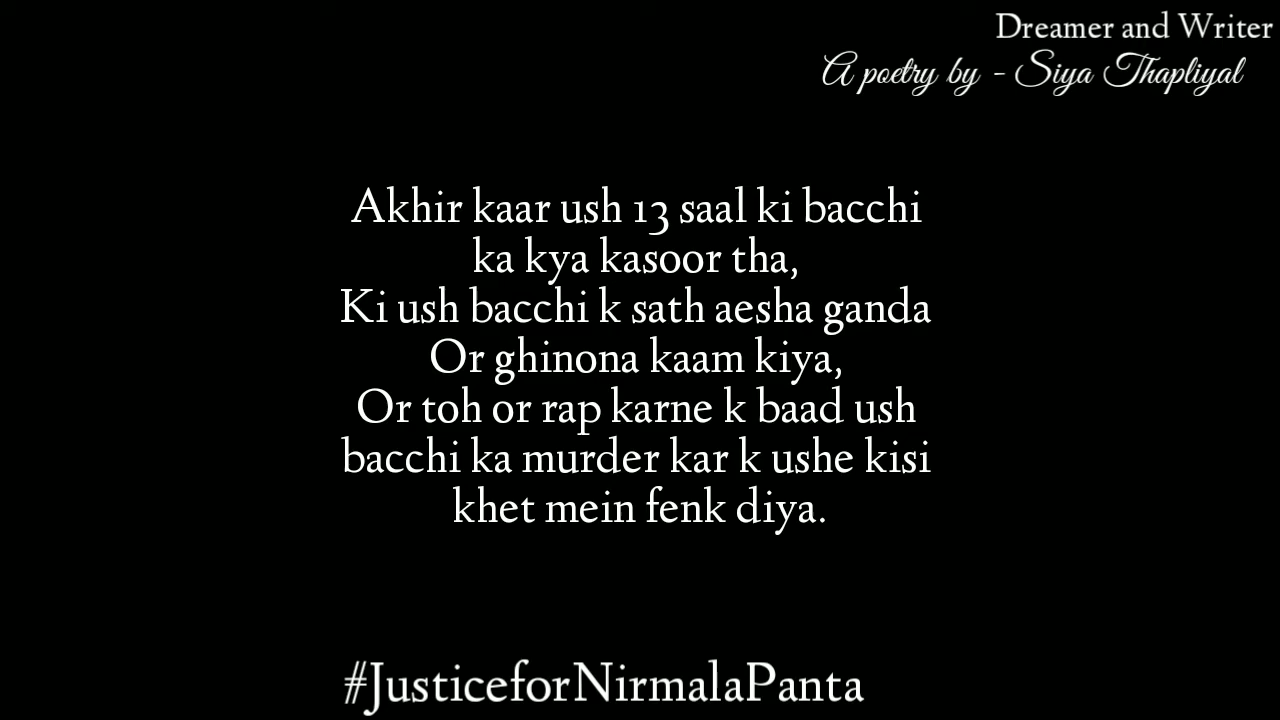 Dreamer and Writer
A poetry by - Siya Thapliyal
Akhir kaar ush 13 saal ki bacchi
ka kya kasoor tha,
Ki ush bacchi k sath aesha ganda
Or ghinona kaam kiya,
Or toh or rap karne k baad ush
bacchi ka murder kar k ushe kisi
khet mein fenk diya.
#JusticeforNirmalaPanta